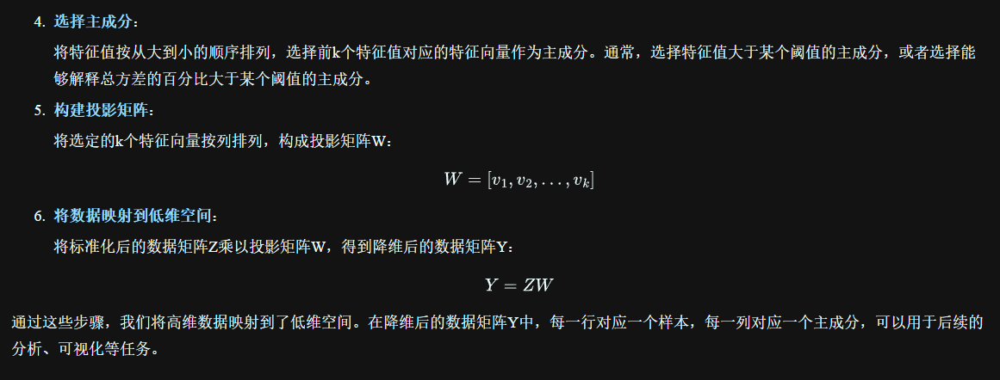 4. 选择主成分：
将特征值按从大到小的顺序排列，选择前k个特征值对应的特征向量作为主成分。通常，选择特征值大于某个阈值的主成分，或者选择能
够解释总方差的百分比大于某个阈值的主成分。
5. 构建投影矩阵：
将选定的k个特征向量按列排列，构成投影矩阵W：
W = [v₁, v₂, . . . , vₖ]
6. 将数据映射到低维空间：
将标准化后的数据矩阵Z乘以投影矩阵W，得到降维后的数据矩阵Y：
Y = ZW
通过这些步骤，我们将高维数据映射到了低维空间。在降维后的数据矩阵Y中，每一行对应一个样本，每一列对应一个主成分，可以用于后续的
分析、可视化等任务。